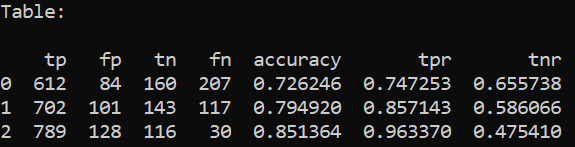 Table:
tp fp tn fn accuracy tpr tnr
0 612 84 160 207 0.726246 0.747253 0.655738
1 702 101 143 117 0.794920 0.857143 0.586066
2 789 128 116 30 0.851364 0.963370 0.475410